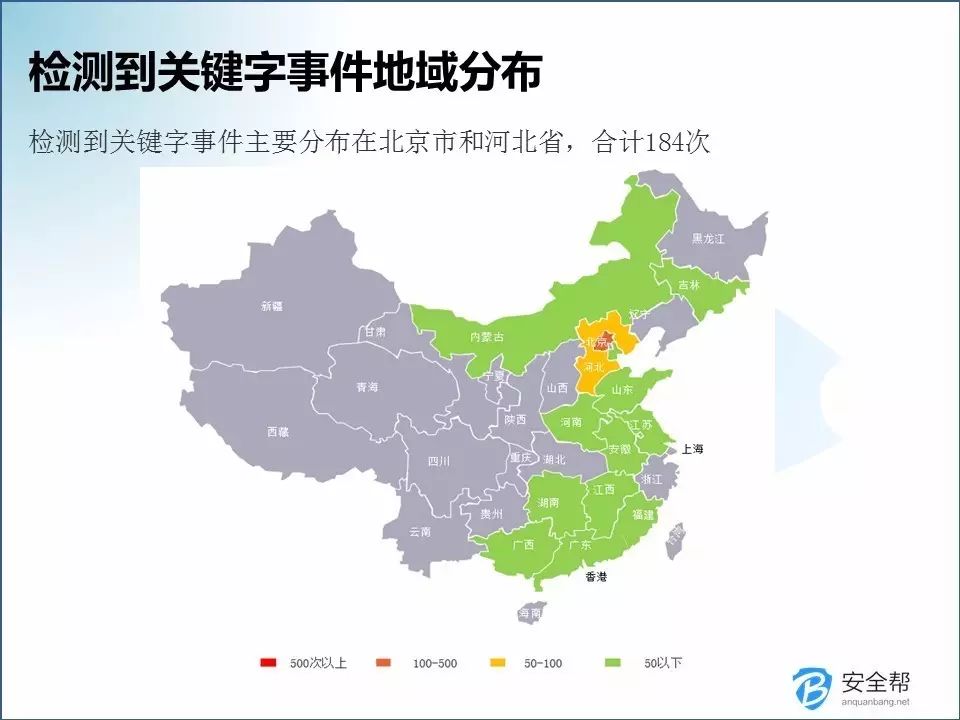 检测到关键字事件地域分布
检测到关键字事件主要分布在北京市和河北省，合计184次
黑龙江
吉林
新疆
辽宁
甘肃
内蒙古
北京
河北
宁夏
青海
山西
山东
陕西
河南
江苏
西藏
上海
安徽
四川
重庆
湖北
浙江
江西
湖南
贵州
福建
云南
台湾
广西
广东
香港
海南
500次以上
100-500
50-100
50以下
安全帮
anquanbang.net